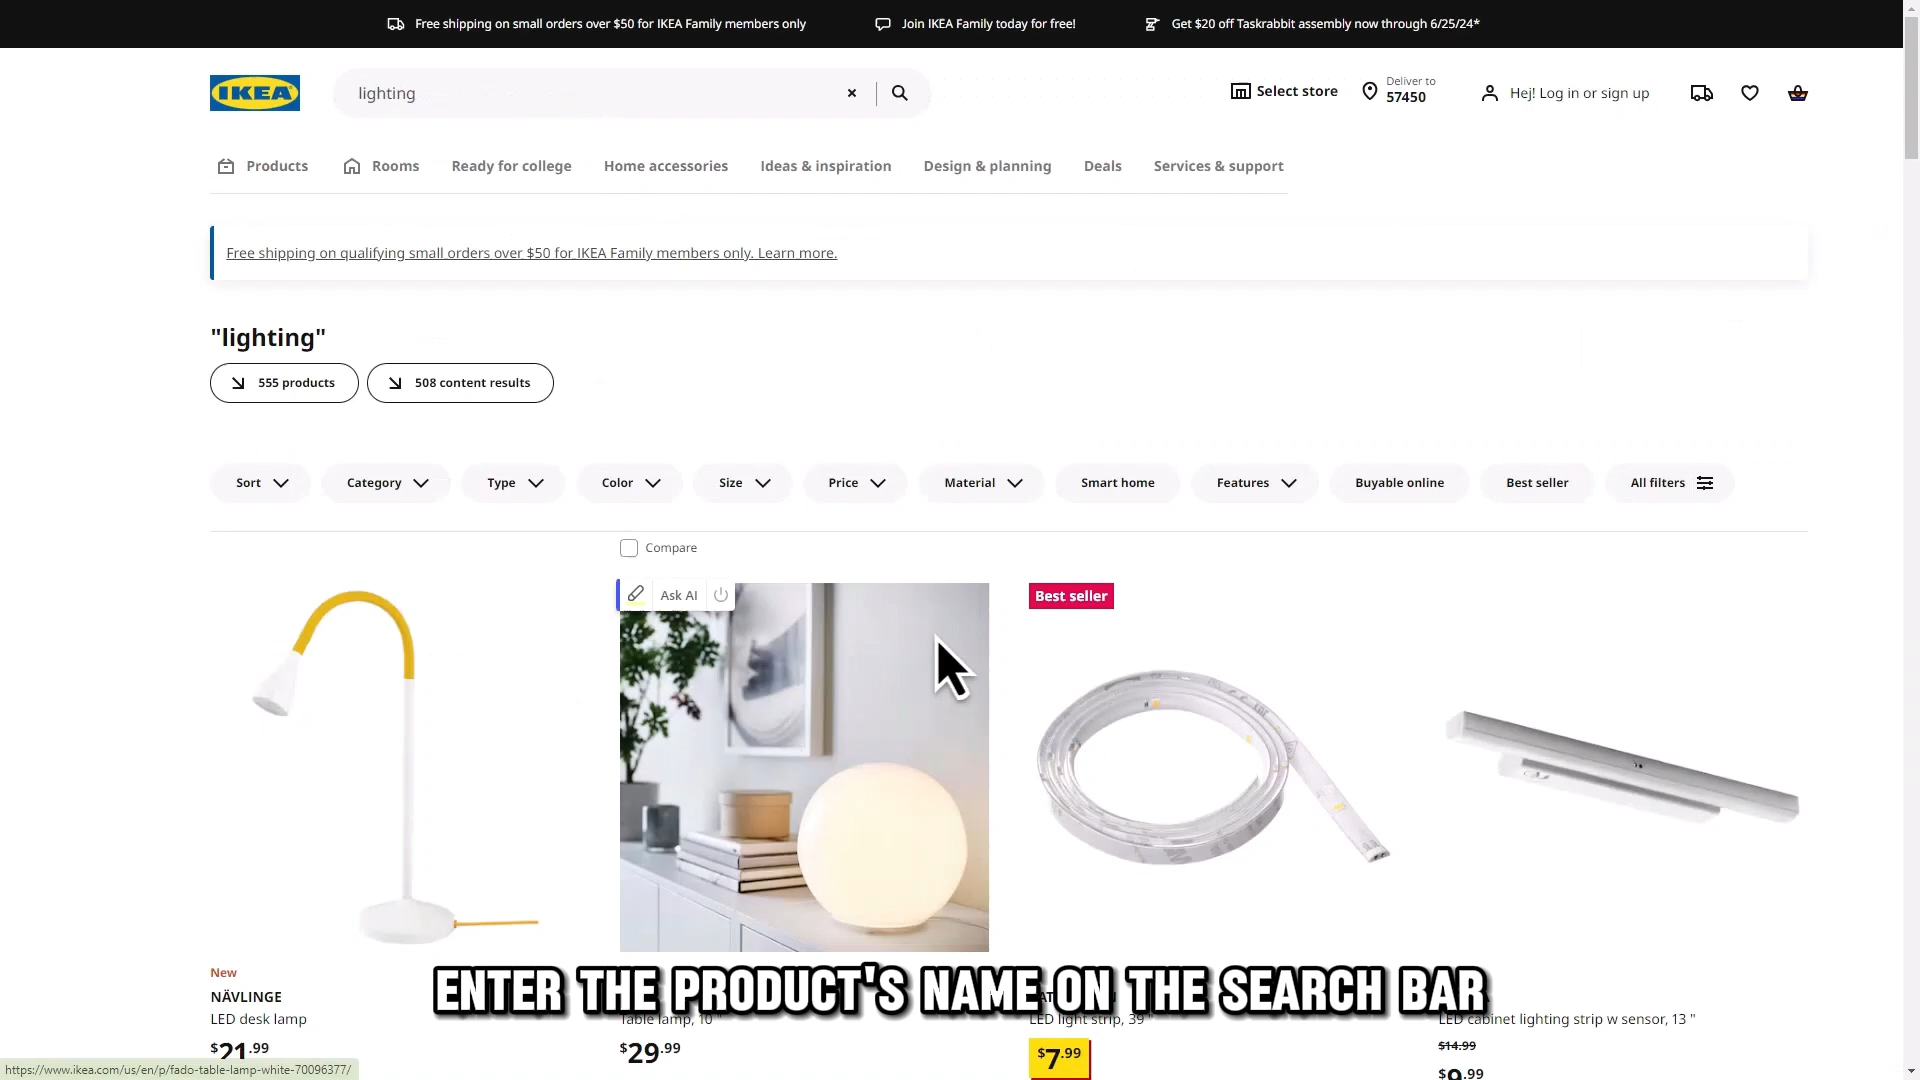 Free shipping on small orders over $50 for IKEA Family members only
Join IKEA Family today for free!
Get $20 off Taskrabbit assembly now through 6/25/24*
IKEA
lighting
Select store
Deliver to
57450
Hej! Log in or sign up
Products
Rooms
Ready for college
Home accessories
Ideas & inspiration
Design & planning
Deals
Services & support
Free shipping on qualifying small orders over $50 for IKEA Family members only. Learn more.
"lighting"
555 products
508 content results
Sort
Category
Type
Color
Size
Price
Material
Smart home
Features
Buyable online
Best seller
All filters
Compare
Ask AI
Best seller
New
NÄVLINGE
LED desk lamp
$21.99
Table lamp, 10 "
$29.99
LED light strip, 39 "
$7.99
LED cabinet lighting strip w sensor, 13 "
$14.99
$9.99
ENTER THE PRODUCT'S NAME ON THE SEARCH BAR
https://www.ikea.com/us/en/p/fado-table-lamp-white-70096377/